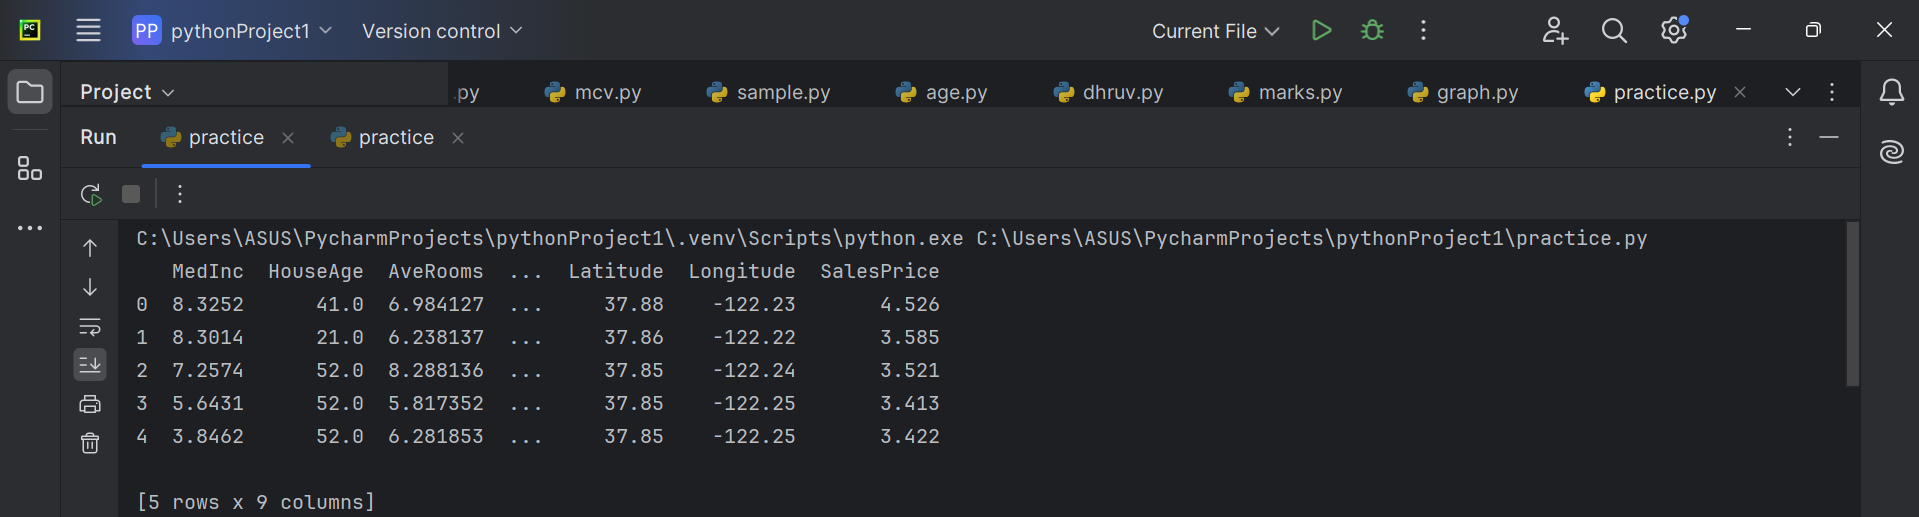 PC PP pythonProject1 Version control Current File
Project .py mcv.py sample.py age.py dhruv.py marks.py graph.py practice.py
Run practice practice
C:\Users\ASUS\PycharmProjects\pythonProject1\.venv\Scripts\python.exe C:\Users\ASUS\PycharmProjects\pythonProject1\practice.py
MedInc HouseAge AveRooms ... Latitude Longitude SalesPrice
0 8.3252 41.0 6.984127 ... 37.88 -122.23 4.526
1 8.3014 21.0 6.238137 ... 37.86 -122.22 3.585
2 7.2574 52.0 8.288136 ... 37.85 -122.24 3.521
3 5.6431 52.0 5.817352 ... 37.85 -122.25 3.413
4 3.8462 52.0 6.281853 ... 37.85 -122.25 3.422
[5 rows x 9 columns]